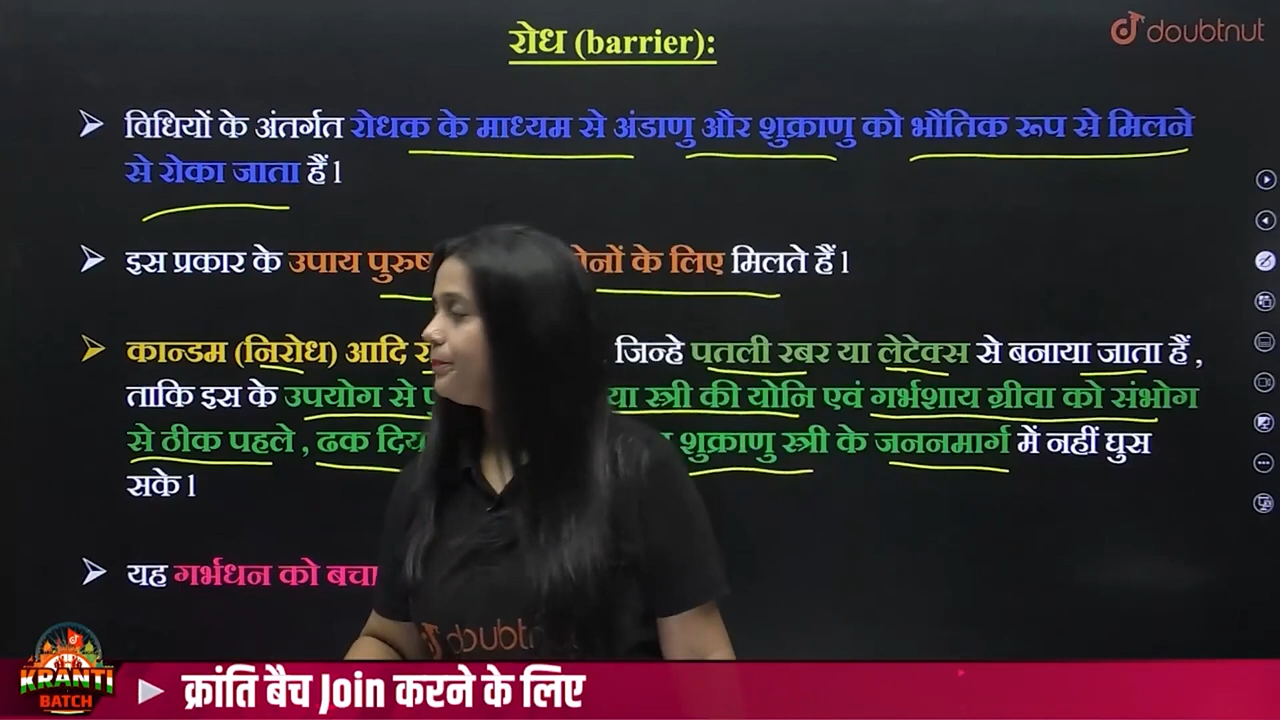 रोध (barrier):
doubtnut
विधियों के अंतर्गत रोधक के माध्यम से अंडाणु और शुक्राणु को भौतिक रूप से मिलने
से रोका जाता हैं l
इस प्रकार के उपाय पुरुष के लिए मिलते हैं l
कान्डम (निरोध) आदि जिन्हे पतली रबर या लेटेक्स से बनाया जाता हैं ,
ताकि इस के उपयोग से या स्त्री की योनि एवं गर्भशाय ग्रीवा को संभोग
से ठीक पहले , ढक शुक्राणु स्त्री के जननमार्ग में नहीं घुस
सके l
यह गर्भधन को
doubtnut
KRANTI
BATCH
क्रांति बैच Join करने के लिए